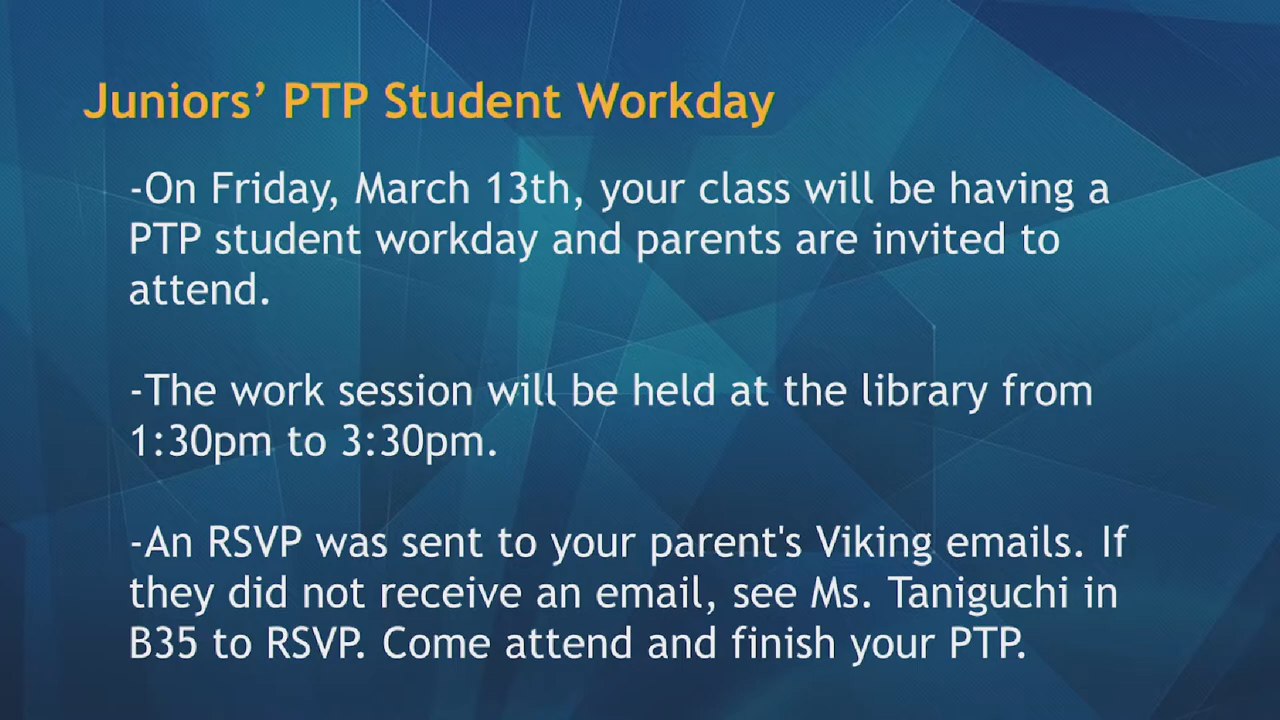 Juniors’ PTP Student Workday
-On Friday, March 13th, your class will be having a
PTP student workday and parents are invited to
attend.
-The work session will be held at the library from
1:30pm to 3:30pm.
-An RSVP was sent to your parent's Viking emails. If
they did not receive an email, see Ms. Taniguchi in
B35 to RSVP. Come attend and finish your PTP.